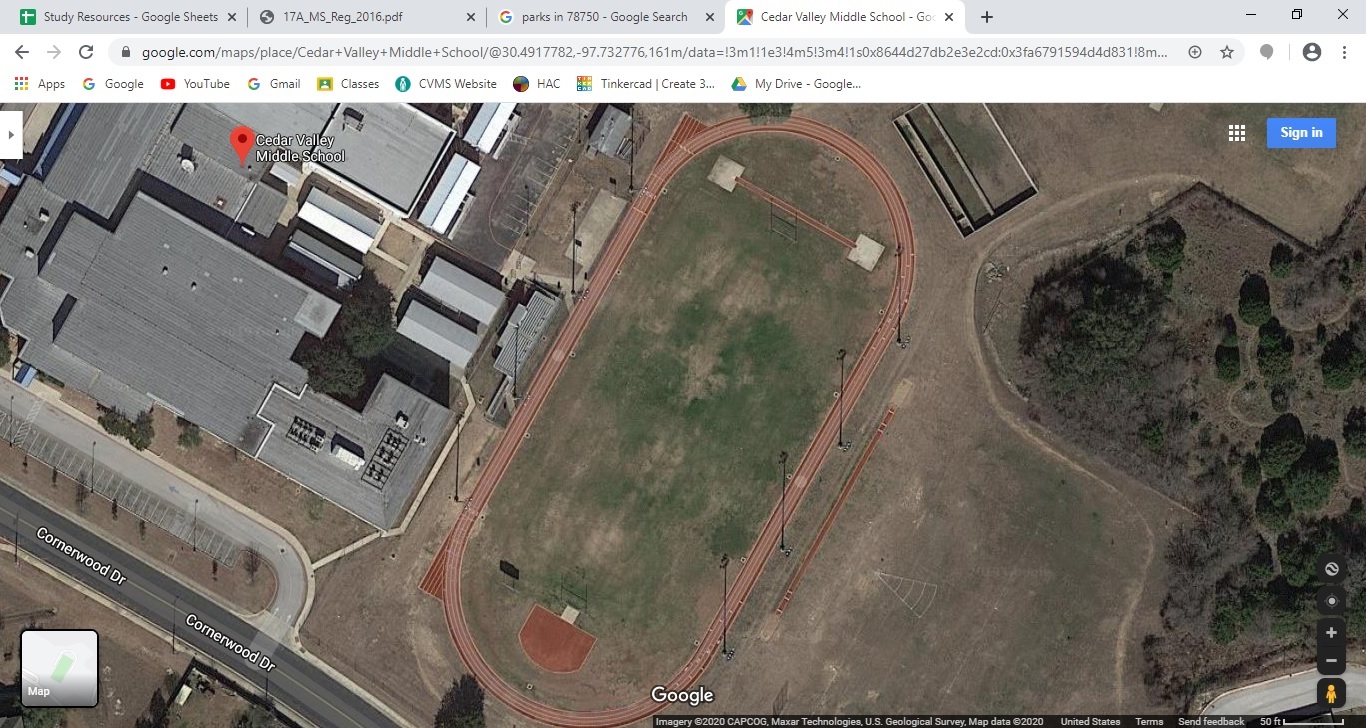 Study Resources - Google Sheets
17A_MS_Reg_2016.pdf
parks in 78750 - Google Search
Cedar Valley Middle School - Goo
google.com/maps/place/Cedar+Valley+Middle+School/@30.4917782,-97.732776,161m/data=!3m1!1e3!4m5!3m4!1s0x8644d27db2e3e2cd:0x3fa6791594d4d831!8m...
Apps
Google
YouTube
Gmail
Classes
CVMS Website
HAC
Tinkercad | Create 3...
My Drive - Google...
Sign in
Cedar Valley
Middle School
Cornerwood Dr
Cornerwood Dr
Map
Google
Imagery ©2020 CAPCOG, Maxar Technologies, U.S. Geological Survey, Map data ©2020 United States Terms Send feedback 50 ft